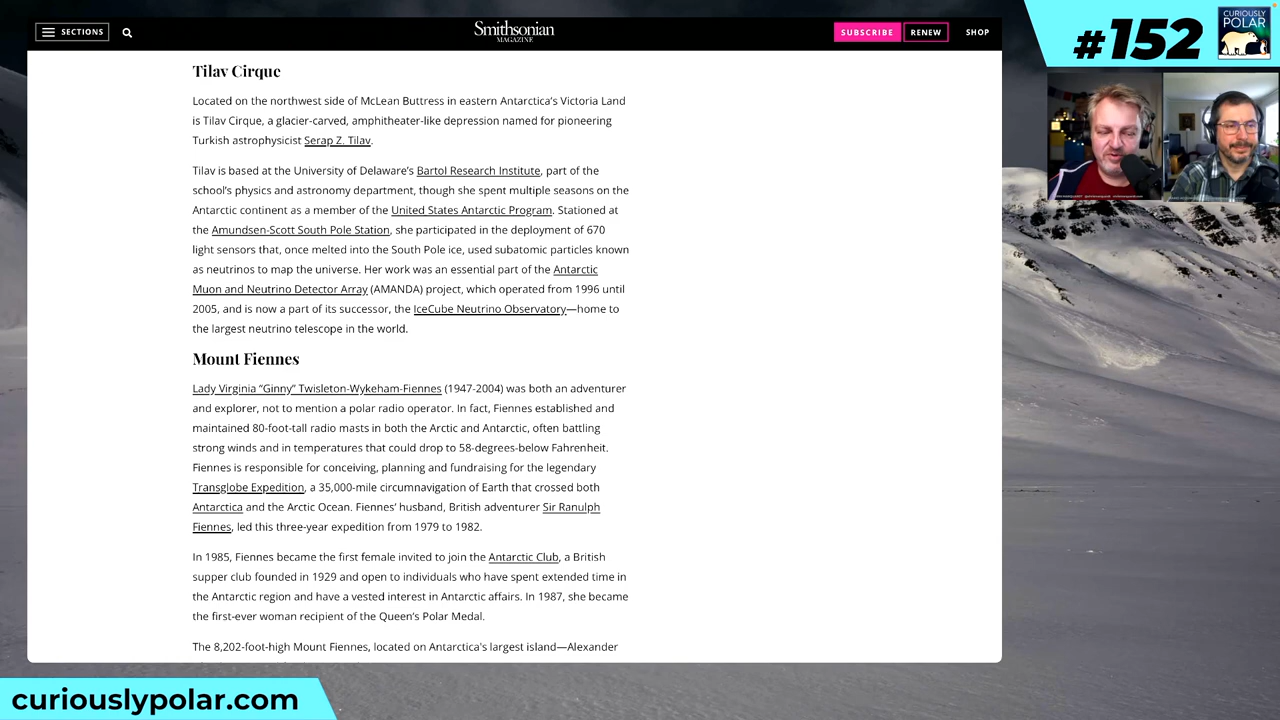 SECTIONS
Smithsonian
MAGAZINE
SUBSCRIBE
RENEW
SHOP
#152
CURIOUSLY
POLAR
Tilav Cirque
Located on the northwest side of McLean Buttress in eastern Antarctica's Victoria Land
is Tilav Cirque, a glacier-carved, amphitheater-like depression named for pioneering
Turkish astrophysicist Serap Z. Tilav.
Tilav is based at the University of Delaware's Bartol Research Institute, part of the
school's physics and astronomy department, though she spent multiple seasons on the
Antarctic continent as a member of the United States Antarctic Program. Stationed at
the Amundsen-Scott South Pole Station, she participated in the deployment of 670
light sensors that, once melted into the South Pole ice, used subatomic particles known
as neutrinos to map the universe. Her work was an essential part of the Antarctic
Muon and Neutrino Detector Array (AMANDA) project, which operated from 1996 until
2005, and is now a part of its successor, the IceCube Neutrino Observatory—home to
the largest neutrino telescope in the world.
Mount Fiennes
Lady Virginia "Ginny" Twisleton-Wykeham-Fiennes (1947-2004) was both an adventurer
and explorer, not to mention a polar radio operator. In fact, Fiennes established and
maintained 80-foot-tall radio masts in both the Arctic and Antarctic, often battling
strong winds and in temperatures that could drop to 58-degrees-below Fahrenheit.
Fiennes is responsible for conceiving, planning and fundraising for the legendary
Transglobe Expedition, a 35,000-mile circumnavigation of Earth that crossed both
Antarctica and the Arctic Ocean. Fiennes' husband, British adventurer Sir Ranulph
Fiennes, led this three-year expedition from 1979 to 1982.
In 1985, Fiennes became the first female invited to join the Antarctic Club, a British
supper club founded in 1929 and open to individuals who have spent extended time in
the Antarctic region and have a vested interest in Antarctic affairs. In 1987, she became
the first-ever woman recipient of the Queen's Polar Medal.
The 8,202-foot-high Mount Fiennes, located on Antarctica's largest island—Alexander
curiouslypolar.com